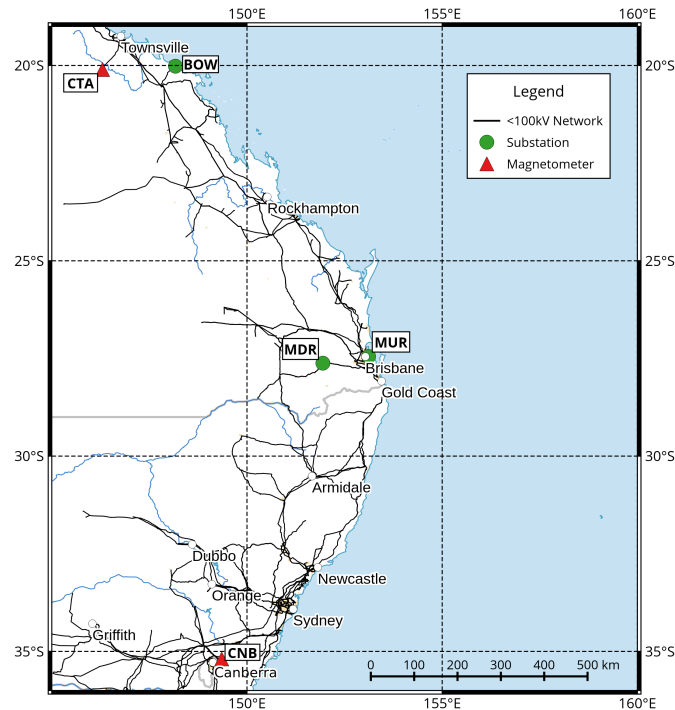 150°E 155°E 160°E
Townsville
20°S BOW 20°S
CTA
Legend
<100kV Network
Substation
Magnetometer
Rockhampton
25°S 25°S
MUR
MDR
Brisbane
Gold Coast
30°S 30°S
Armidale
Dubbo
Newcastle
Orange
Sydney
Griffith
35°S CNB 35°S
Canberra
0 100 200 300 400 500 km
150°E 155°E 160°E